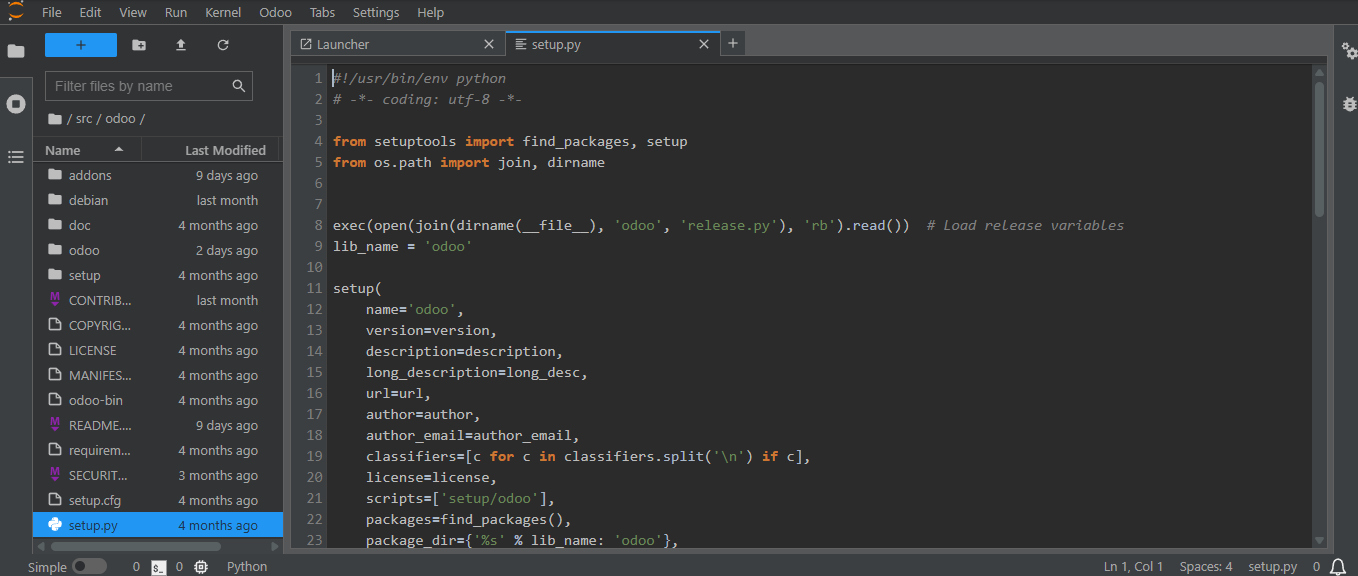 File Edit View Run Kernel Odoo Tabs Settings Help
+
Filter files by name
/ src / odoo /
Name Last Modified
addons 9 days ago
debian last month
doc 4 months ago
odoo 2 days ago
setup 4 months ago
CONTRIB... last month
COPYRIG... 4 months ago
LICENSE 4 months ago
MANIFES... 4 months ago
odoo-bin 4 months ago
README.... 9 days ago
requirem... 4 months ago
SECURIT... 3 months ago
setup.cfg 4 months ago
setup.py 4 months ago
Launcher setup.py +
1 #!/usr/bin/env python
2 # -*- coding: utf-8 -*-
3
4 from setuptools import find_packages, setup
5 from os.path import join, dirname
6
7
8 exec(open(join(dirname(__file__), 'odoo', 'release.py'), 'rb').read())  # Load release variables
9 lib_name = 'odoo'
10
11 setup(
12     name='odoo',
13     version=version,
14     description=description,
15     long_description=long_desc,
16     url=url,
17     author=author,
18     author_email=author_email,
19     classifiers=[c for c in classifiers.split('\n') if c],
20     license=license,
21     scripts=['setup/odoo'],
22     packages=find_packages(),
23     package_dir={'%s' % lib_name: 'odoo'},
Simple 0 $_ 0 Python Ln 1, Col 1 Spaces: 4 setup.py 0